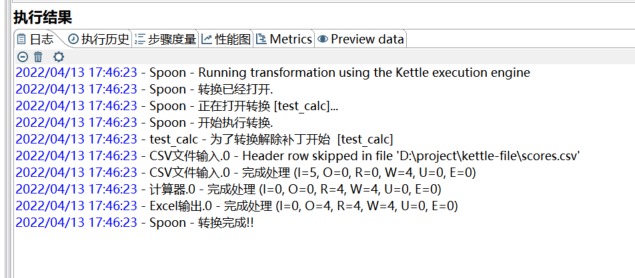 执行结果
日志 执行历史 步骤度量 性能图 Metrics Preview data
2022/04/13 17:46:23 - Spoon - Running transformation using the Kettle execution engine
2022/04/13 17:46:23 - Spoon - 转换已经打开.
2022/04/13 17:46:23 - Spoon - 正在打开转换 [test_calc]...
2022/04/13 17:46:23 - Spoon - 开始执行转换.
2022/04/13 17:46:23 - test_calc - 为了转换解除补丁开始  [test_calc]
2022/04/13 17:46:23 - CSV文件输入.0 - Header row skipped in file 'D:\project\kettle-file\scores.csv'
2022/04/13 17:46:23 - CSV文件输入.0 - 完成处理 (I=5, O=0, R=0, W=4, U=0, E=0)
2022/04/13 17:46:23 - 计算器.0 - 完成处理 (I=0, O=0, R=4, W=4, U=0, E=0)
2022/04/13 17:46:23 - Excel输出.0 - 完成处理 (I=0, O=4, R=4, W=4, U=0, E=0)
2022/04/13 17:46:23 - Spoon - 转换完成!!